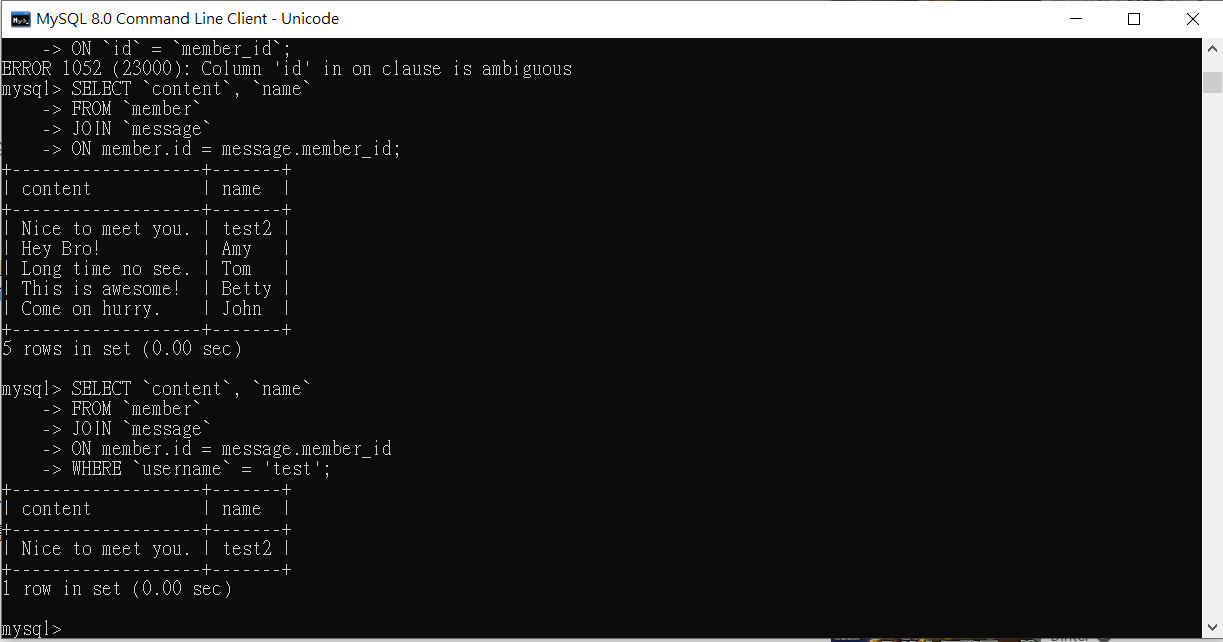 MySQL 8.0 Command Line Client - Unicode
    -> ON `id` = `member_id`;
ERROR 1052 (23000): Column 'id' in on clause is ambiguous
mysql> SELECT `content`, `name`
    -> FROM `member`
    -> JOIN `message`
    -> ON member.id = message.member_id;
+-------------------+-------+
| content           | name  |
+-------------------+-------+
| Nice to meet you. | test2 |
| Hey Bro!          | Amy   |
| Long time no see. | Tom   |
| This is awesome!  | Betty |
| Come on hurry.    | John  |
+-------------------+-------+
5 rows in set (0.00 sec)
mysql> SELECT `content`, `name`
    -> FROM `member`
    -> JOIN `message`
    -> ON member.id = message.member_id
    -> WHERE `username` = 'test';
+-------------------+-------+
| content           | name  |
+-------------------+-------+
| Nice to meet you. | test2 |
+-------------------+-------+
1 row in set (0.00 sec)
mysql>